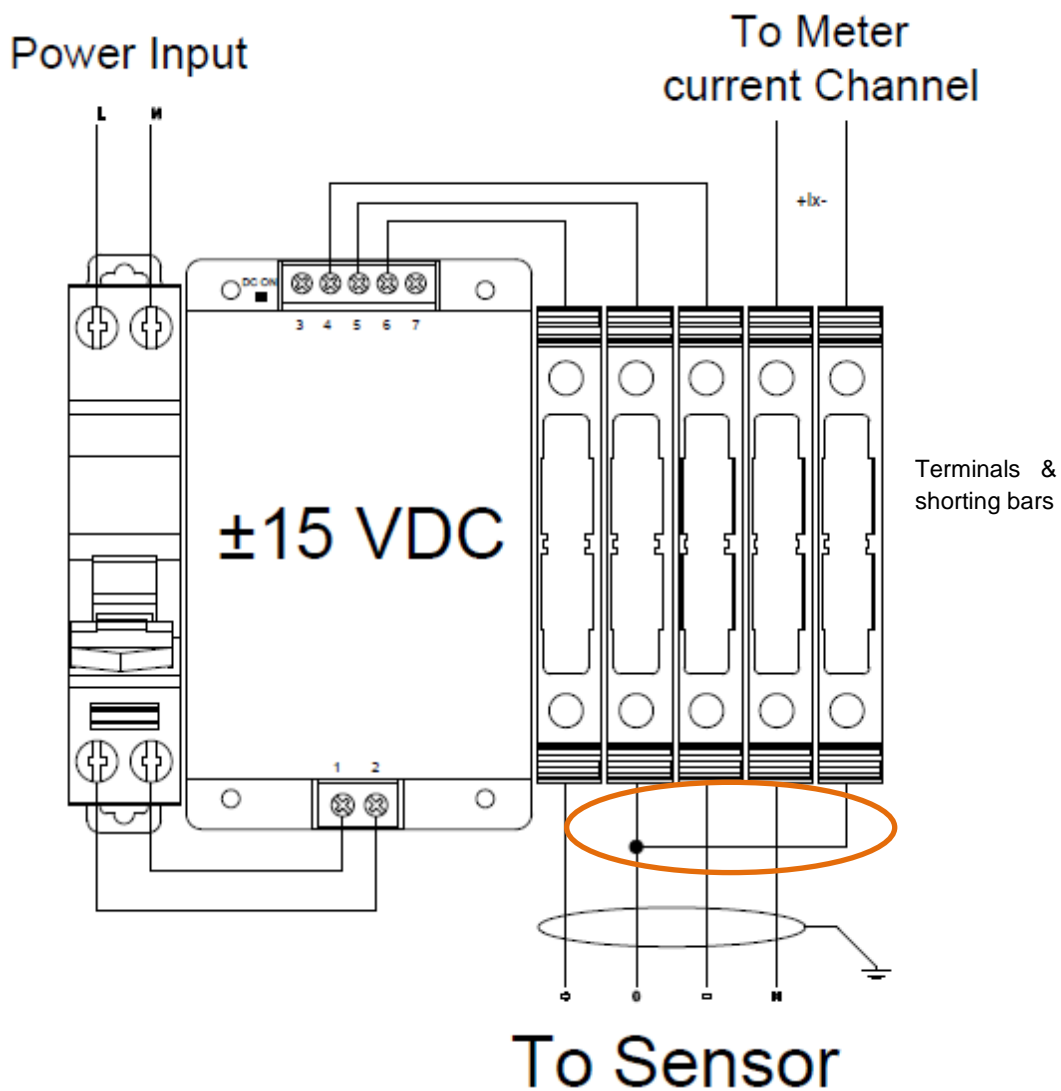 Power Input
To Meter
current Channel
L N
+Ix-
DC ON
3 4 5 6 7
±15 VDC
Terminals &
shorting bars
1 2
0
To Sensor